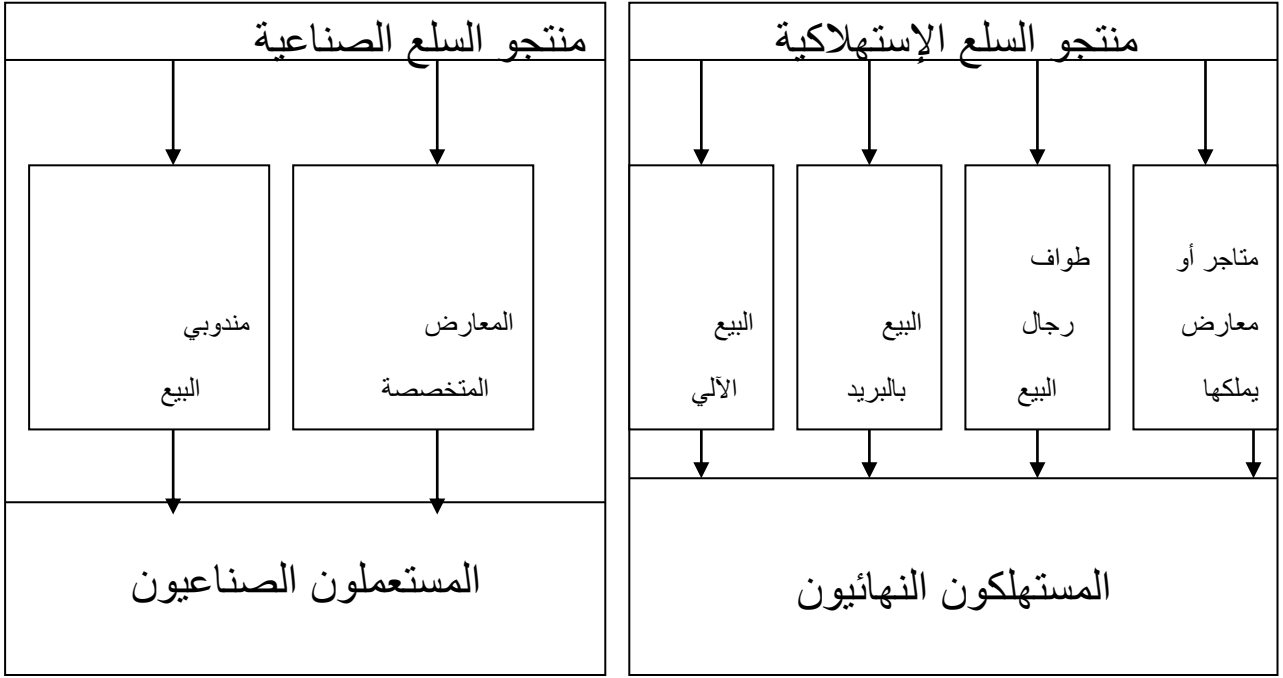 منتجو السلع الإستهلاكية
متاجر أو
معارض
يملكها
طواف
رجال
البيع
البيع
بالبريد
البيع
الآلي
المستهلكون النهائيون
منتجو السلع الصناعية
المعارض
المتخصصة
مندوبي
البيع
المستعملون الصناعيون